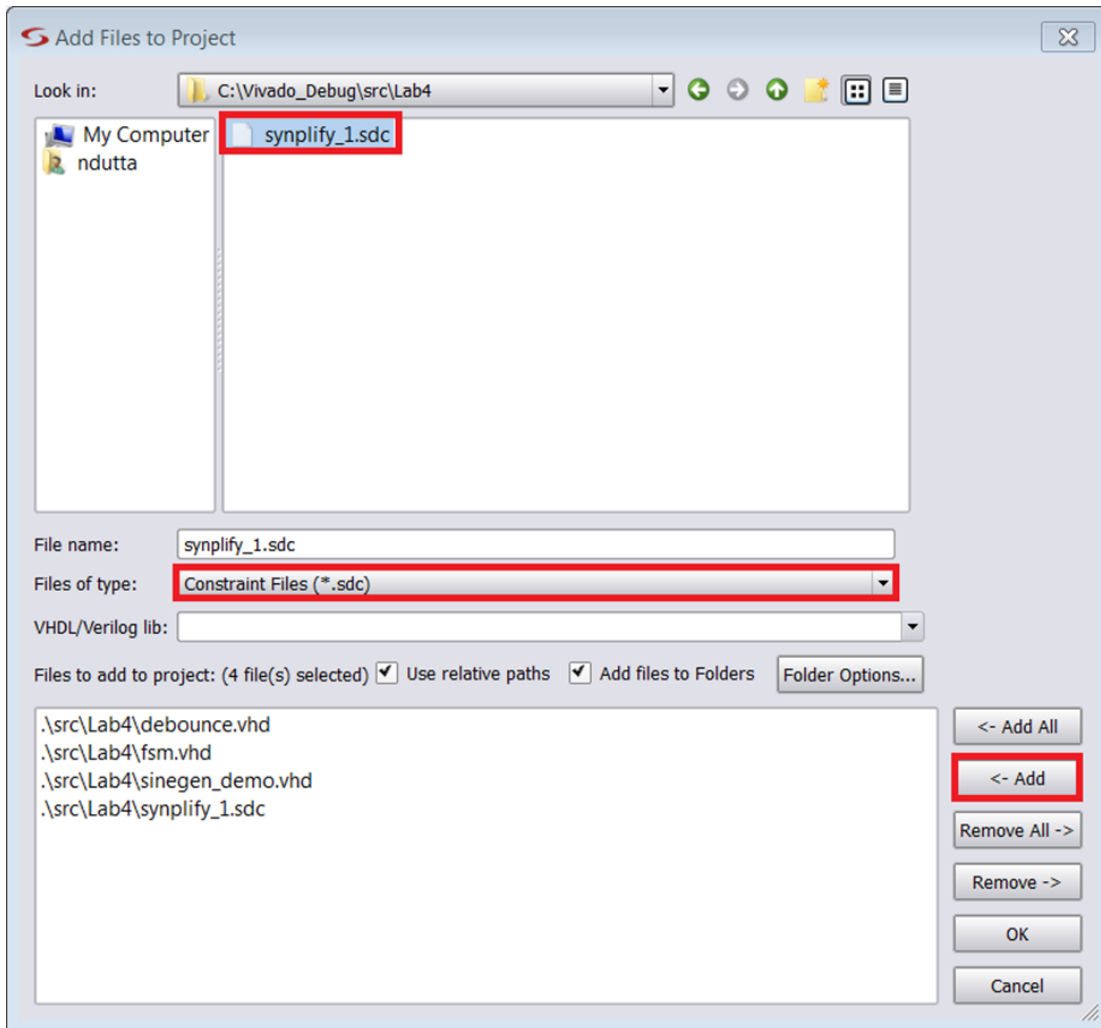 Add Files to Project
Look in: C:\Vivado_Debug\src\Lab4
My Computer
ndutta
synplify_1.sdc
File name: synplify_1.sdc
Files of type: Constraint Files (*.sdc)
VHDL/Verilog lib:
Files to add to project: (4 file(s) selected) Use relative paths Add files to Folders Folder Options...
.\src\Lab4\debounce.vhd
.\src\Lab4\fsm.vhd
.\src\Lab4\sinegen_demo.vhd
.\src\Lab4\synplify_1.sdc
<- Add All
<- Add
Remove All ->
Remove ->
OK
Cancel